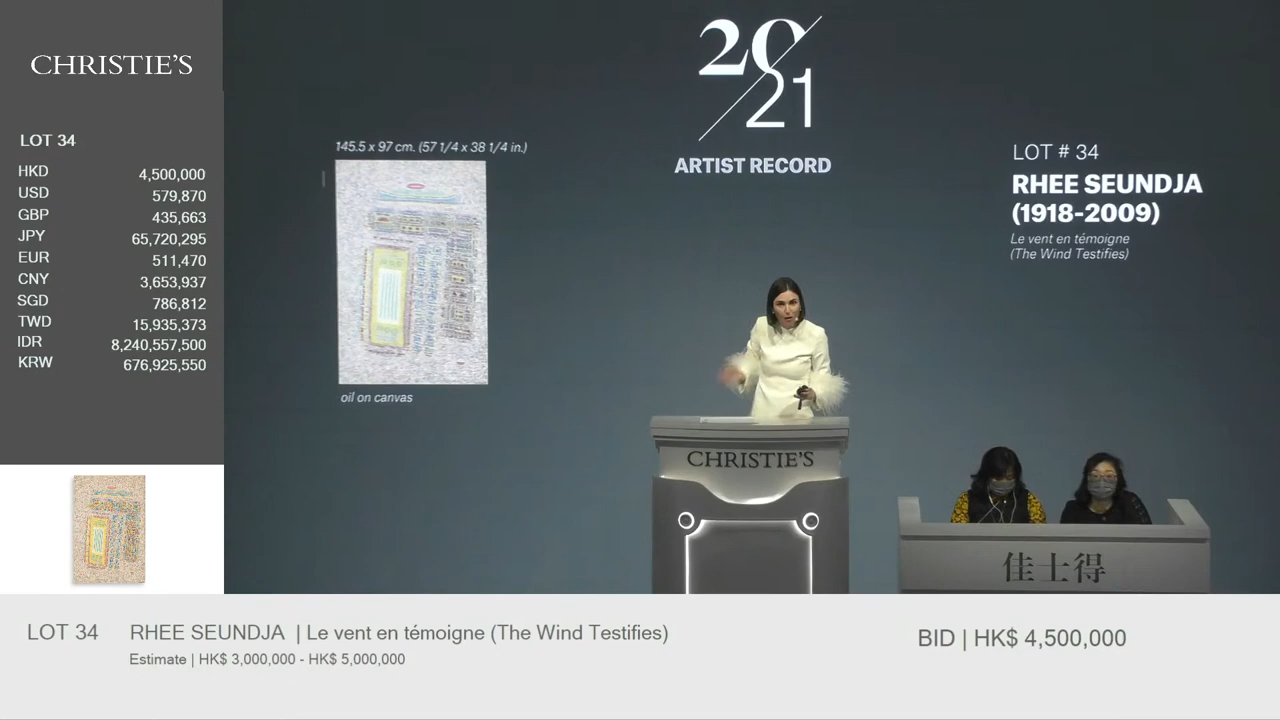 CHRISTIE'S
LOT 34
HKD 4,500,000
USD 579,870
GBP 435,663
JPY 65,720,295
EUR 511,470
CNY 3,653,937
SGD 786,812
TWD 15,935,373
IDR 8,240,557,500
KRW 676,925,550
20/21
ARTIST RECORD
145.5 x 97 cm. (57 1/4 x 38 1/4 in.)
oil on canvas
LOT # 34
RHEE SEUNDJA
(1918-2009)
Le vent en témoigne
(The Wind Testifies)
CHRISTIE'S
佳士得
LOT 34 RHEE SEUNDJA | Le vent en témoigne (The Wind Testifies)
Estimate | HK$ 3,000,000 - HK$ 5,000,000
BID | HK$ 4,500,000